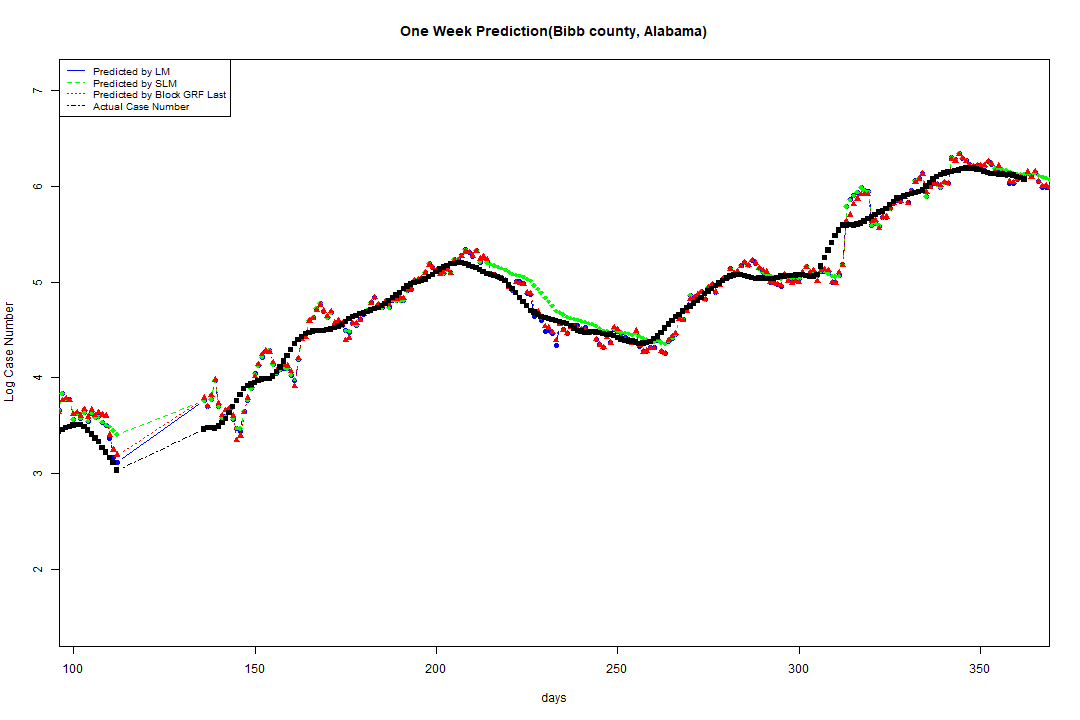 One Week Prediction(Bibb county, Alabama)
Predicted by LM
Predicted by SLM
Predicted by Block GRF Last
Actual Case Number
7
6
5
4
3
2
Log Case Number
100 150 200 250 300 350
days